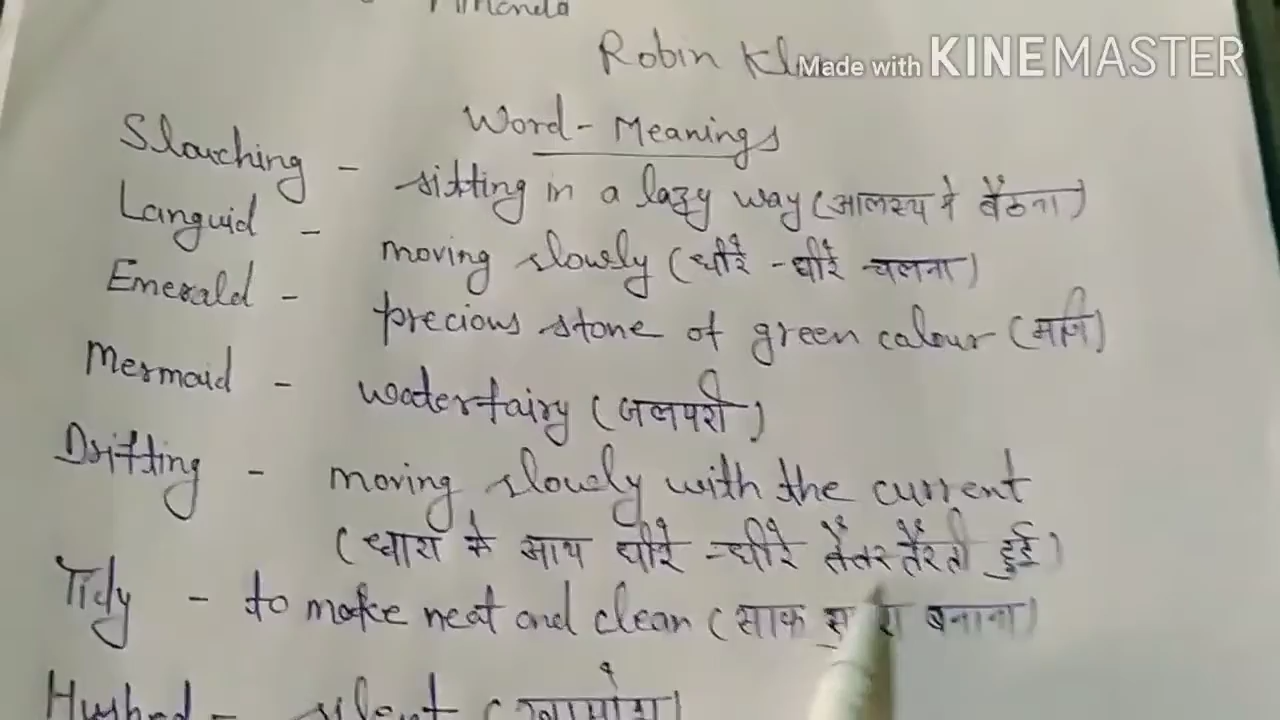 Robin Kl
Made with KINEMASTER
Word - Meanings
Slouching - sitting in a lazy way (आलस्य में बैठना)
Languid - moving slowly (धीरे - धीरे चलना)
Emerald - precious stone of green colour (मणि)
Mermaid - waterfairy (जलपरी)
Drifting - moving slowly with the current
(धारा के साथ धीरे - धीरे तैरती हुई)
Tidy - to make neat and clean (साफ बनाना)
Hushed - silent (खामोश)